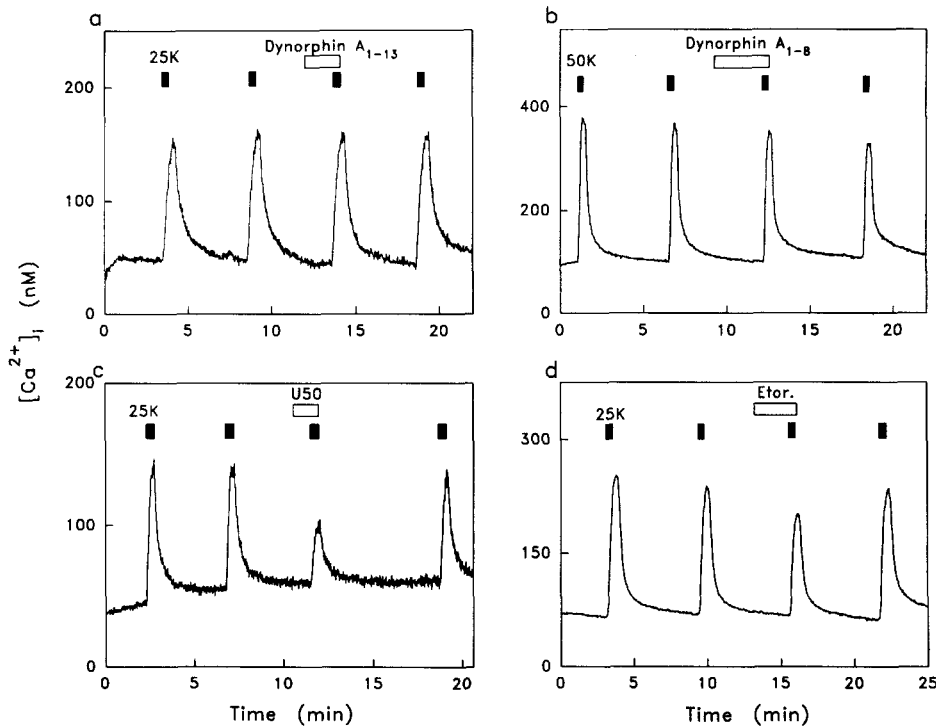 a
25K
Dynorphin A1-13
200
100
0
0 5 10 15 20
b
50K
Dynorphin A1-8
400
200
0
0 5 10 15 20
[Ca2+]i (nM)
c
25K
U50
200
100
0
0 5 10 15 20
Time (min)
d
25K
Etor.
300
150
0
0 5 10 15 20 25
Time (min)